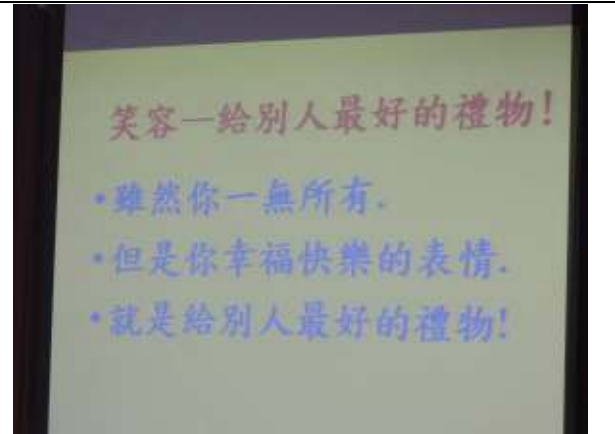 笑容—給別人最好的禮物!
•雖然你一無所有.
•但是你幸福快樂的表情.
•就是給別人最好的禮物!